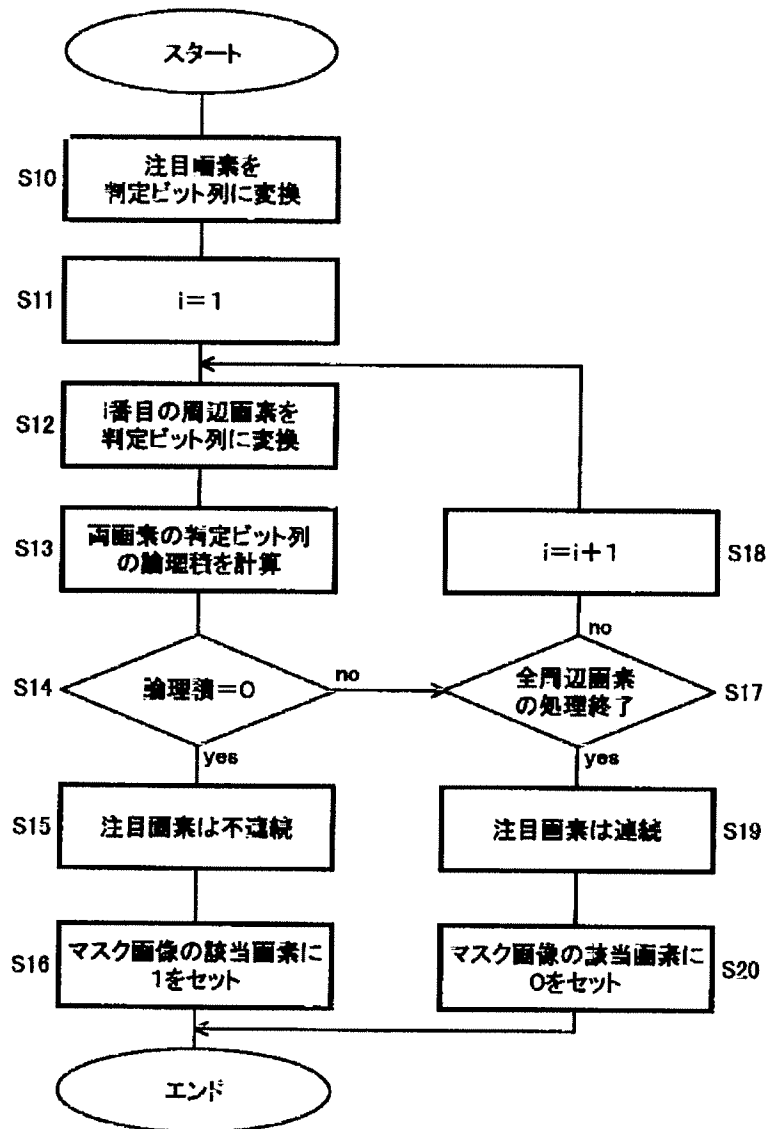 スタート
S10
注目画素を
判定ビット列に変換
S11
i=1
S12
i番目の周辺画素を
判定ビット列に変換
S13
両画素の判定ビット列
の論理積を計算
S14
論理積=0
no
yes
S15
注目画素は不連続
S16
マスク画像の該当画素に
1をセット
エンド
i=i+1
S18
no
全周辺画素
の処理終了
S17
yes
注目画素は連続
S19
マスク画像の該当画素に
0をセット
S20